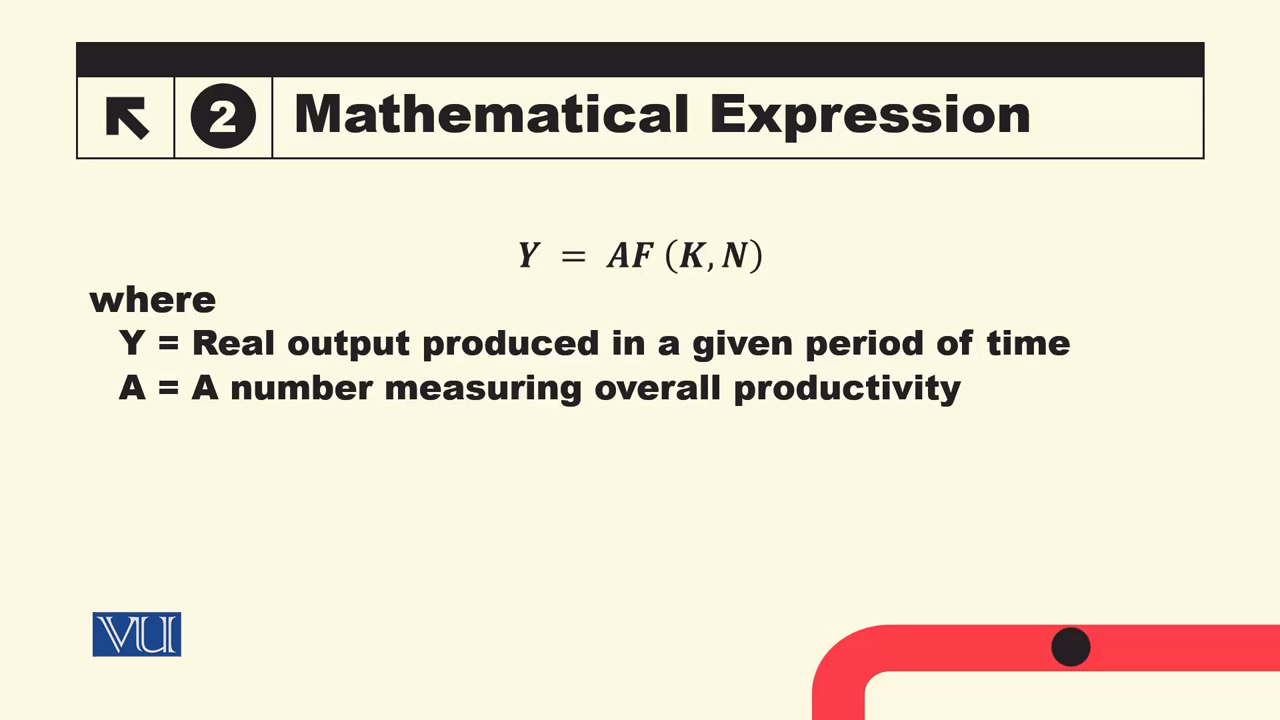 2 Mathematical Expression
Y = AF (K, N)
where
Y = Real output produced in a given period of time
A = A number measuring overall productivity
VU